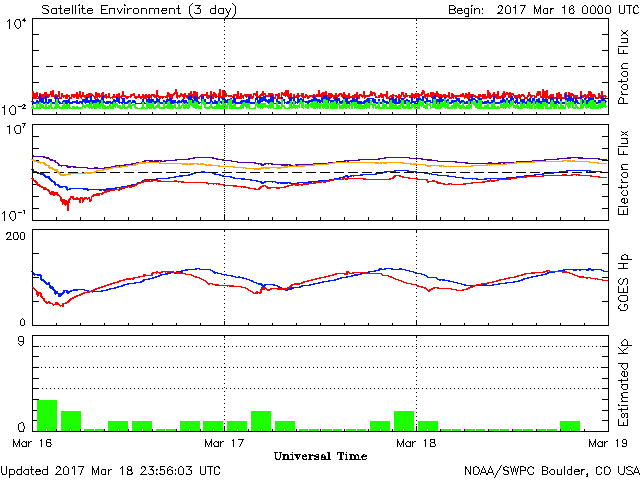 Satellite Environment (3 day) Begin: 2017 Mar 16 0000 UTC
10^4
10^-2
Proton Flux
10^7
10^-1
Electron Flux
200
0
GOES Hp
9
0
Estimated Kp
Mar 16 Mar 17 Mar 18 Mar 19
Universal Time
Updated 2017 Mar 18 23:56:03 UTC NOAA/SWPC Boulder, CO USA